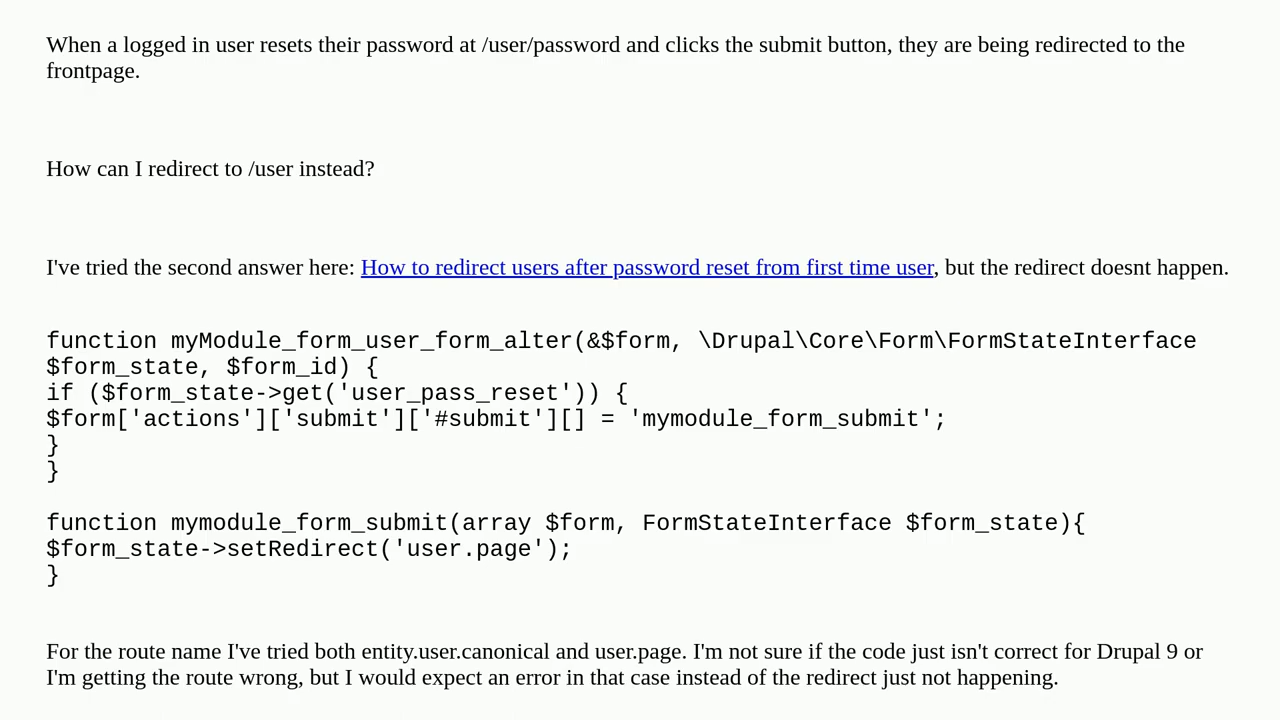 When a logged in user resets their password at /user/password and clicks the submit button, they are being redirected to the
frontpage.
How can I redirect to /user instead?
I've tried the second answer here: How to redirect users after password reset from first time user, but the redirect doesnt happen.
function myModule_form_user_form_alter(&$form, \Drupal\Core\Form\FormStateInterface
$form_state, $form_id) {
if ($form_state->get('user_pass_reset')) {
$form['actions']['submit']['#submit'][] = 'mymodule_form_submit';
}
}
function mymodule_form_submit(array $form, FormStateInterface $form_state){
$form_state->setRedirect('user.page');
}
For the route name I've tried both entity.user.canonical and user.page. I'm not sure if the code just isn't correct for Drupal 9 or
I'm getting the route wrong, but I would expect an error in that case instead of the redirect just not happening.